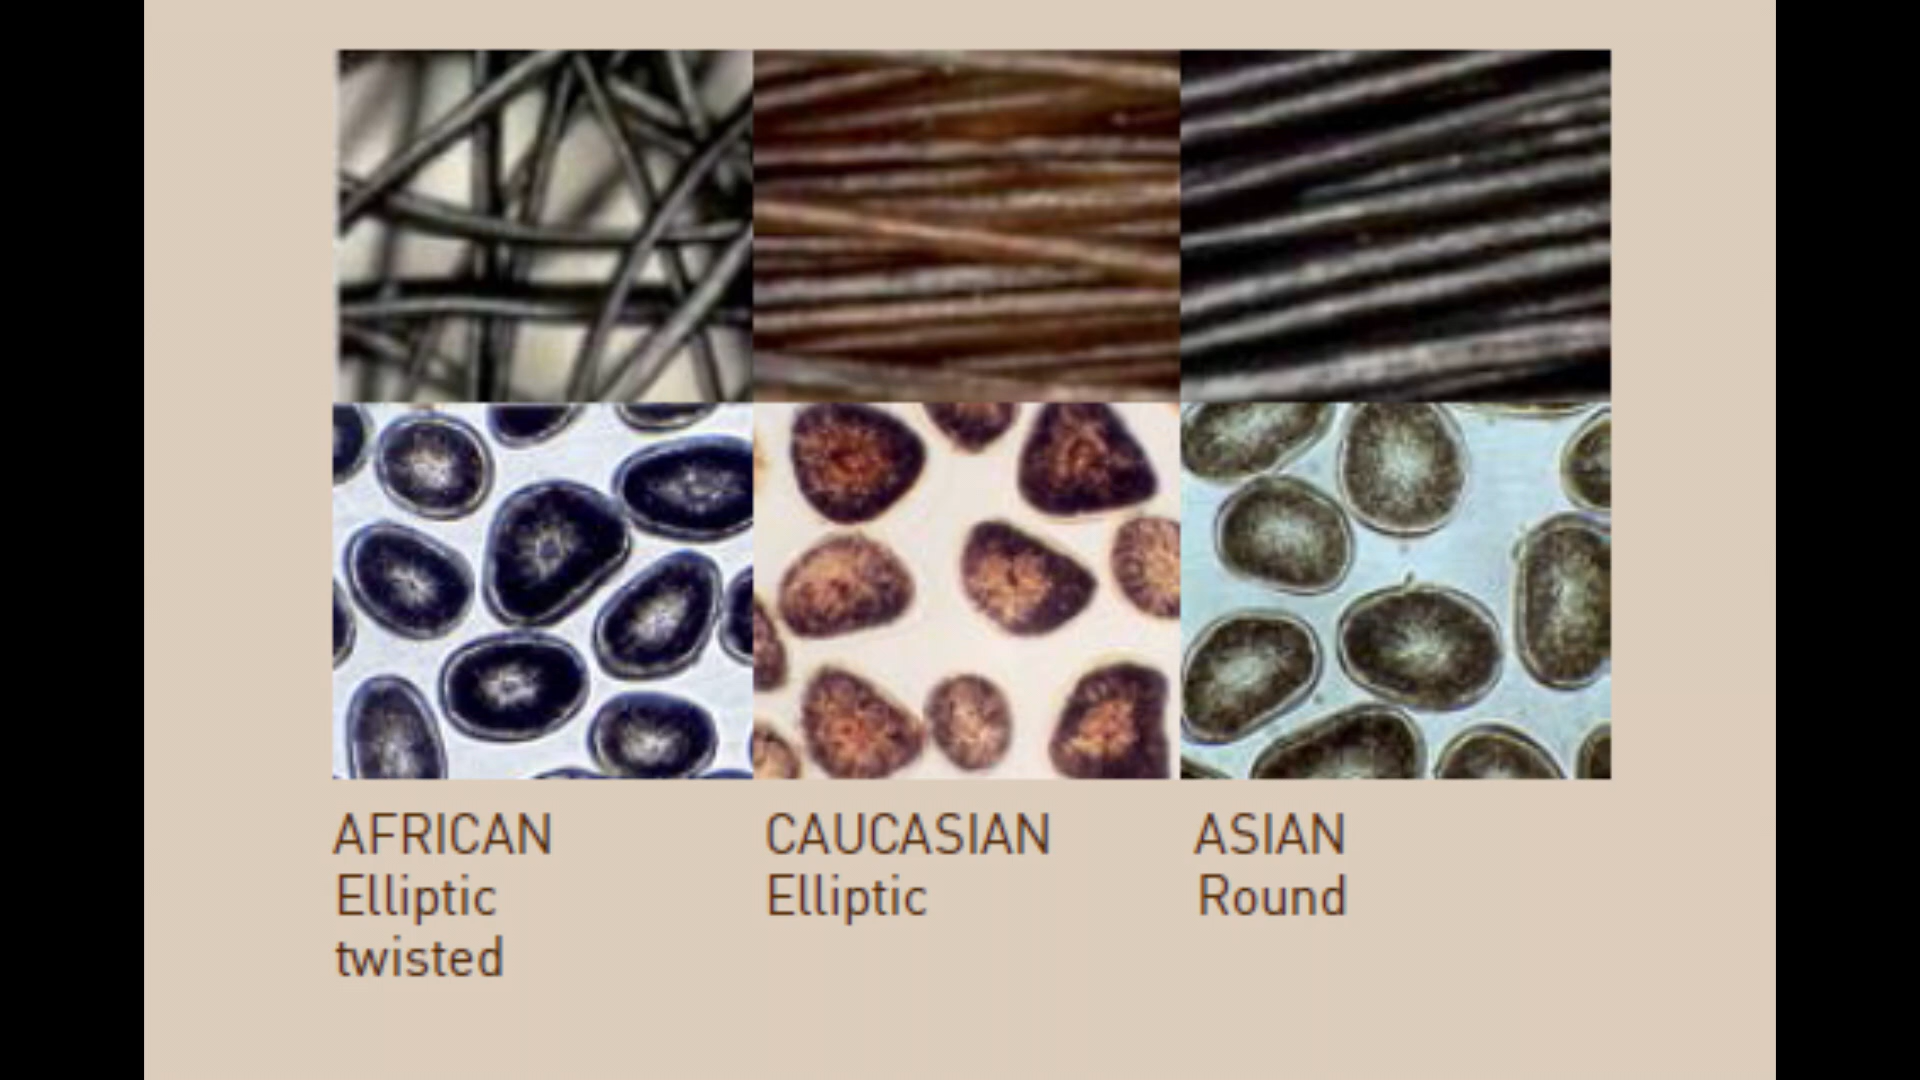 AFRICAN
Elliptic
twisted
CAUCASIAN
Elliptic
ASIAN
Round